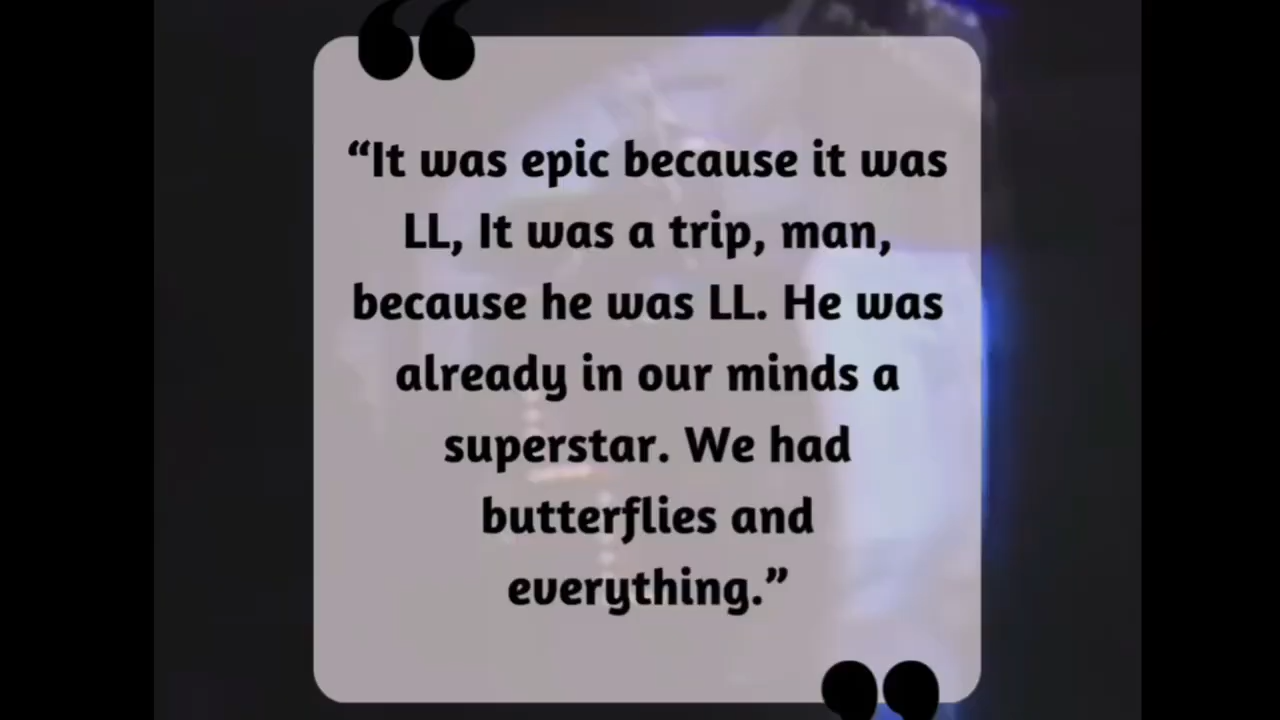 “It was epic because it was
LL, It was a trip, man,
because he was LL. He was
already in our minds a
superstar. We had
butterflies and
everything.”